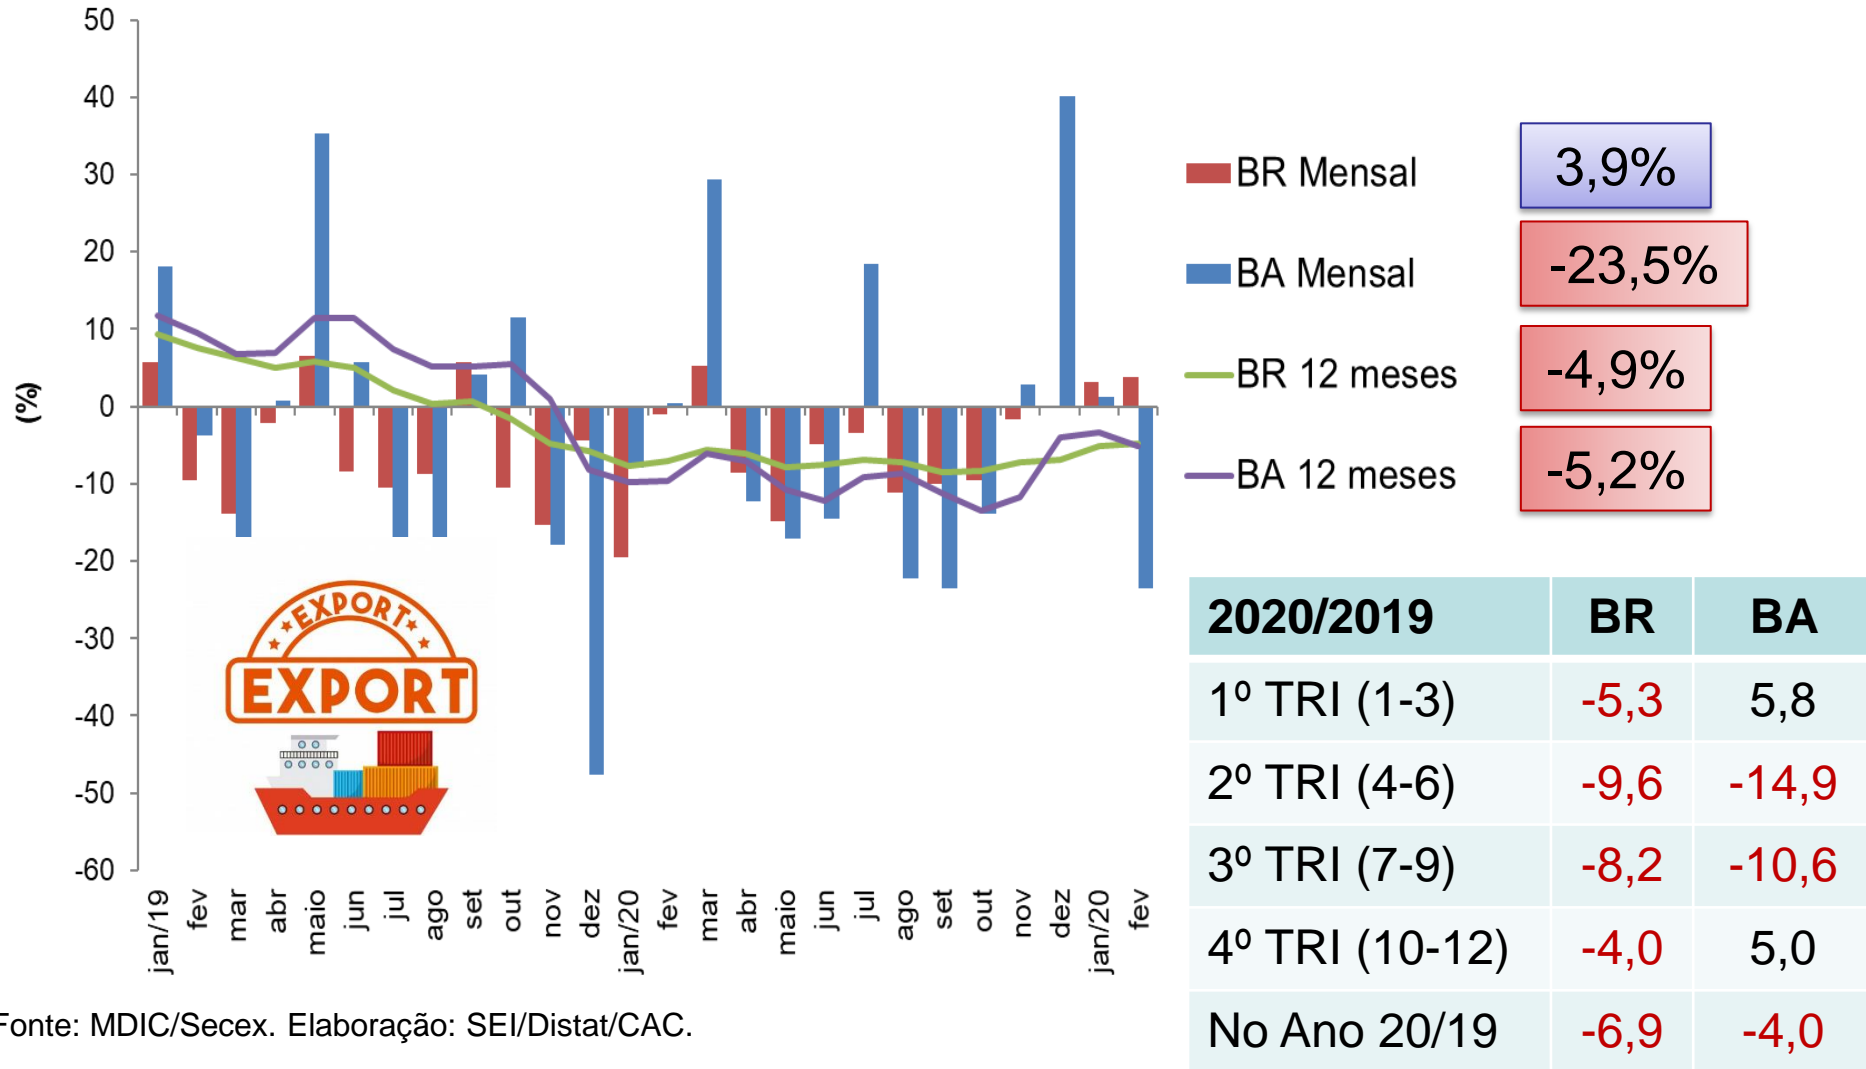 50
40
30
20
10
0
-10
-20
-30
-40
-50
-60
(%)
jan/19
fev
mar
abr
maio
jun
jul
ago
set
out
nov
dez
jan/20
fev
mar
abr
maio
jun
jul
ago
set
out
nov
dez
jan/20
fev
EXPORT
EXPORT
BR Mensal 3,9%
BA Mensal -23,5%
BR 12 meses -4,9%
BA 12 meses -5,2%
2020/2019 BR BA
1º TRI (1-3) -5,3 5,8
2º TRI (4-6) -9,6 -14,9
3º TRI (7-9) -8,2 -10,6
4º TRI (10-12) -4,0 5,0
No Ano 20/19 -6,9 -4,0
Fonte: MDIC/Secex. Elaboração: SEI/Distat/CAC.